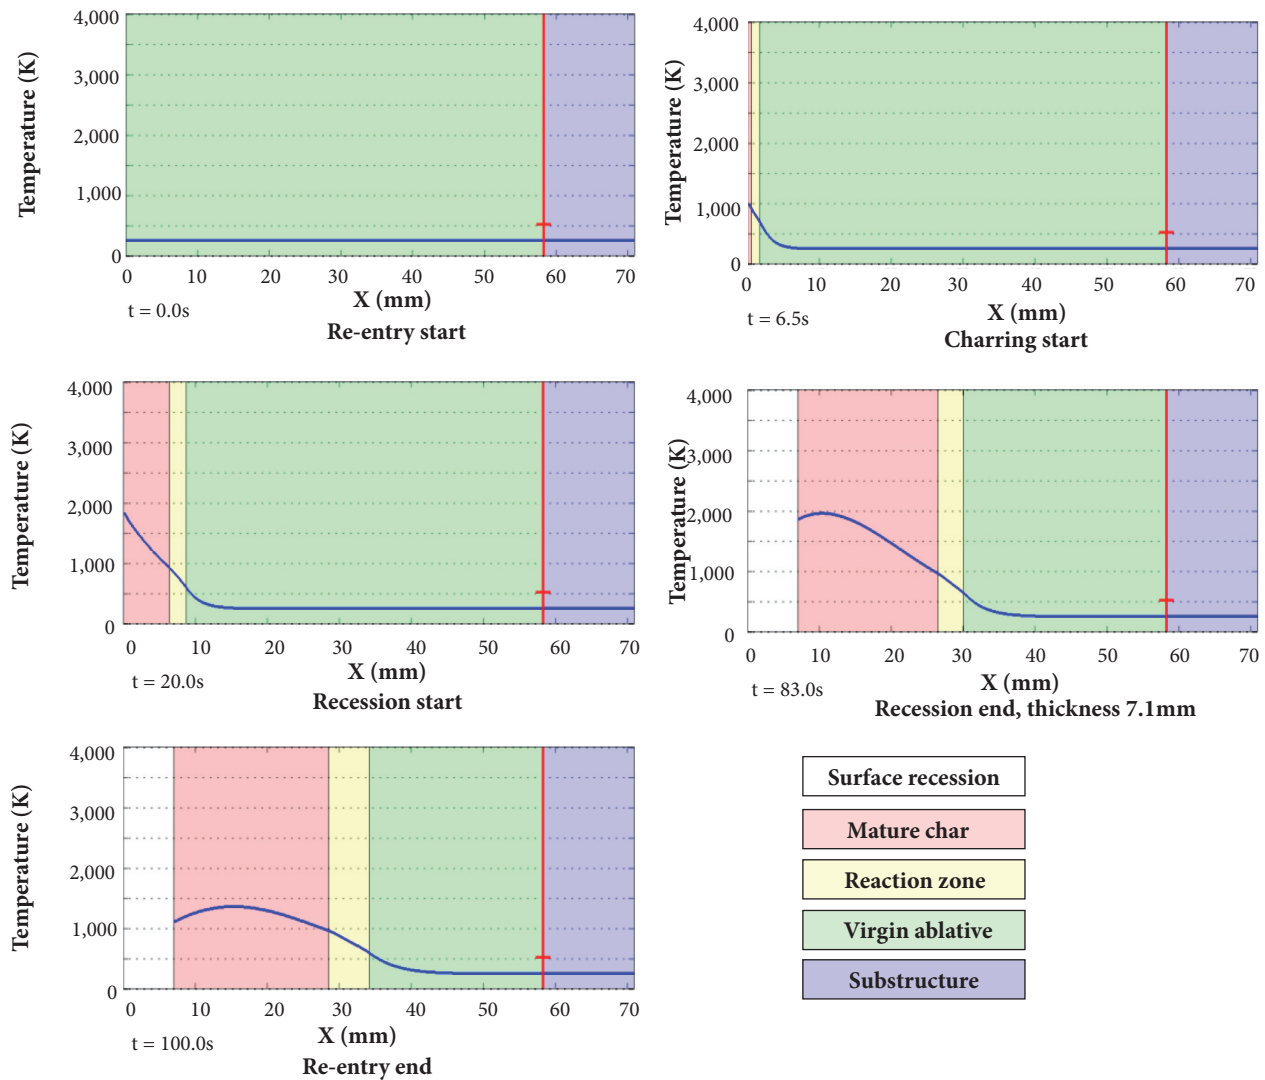 4,000
3,000
2,000
1,000
0
Temperature (K)
0 10 20 30 40 50 60 70
X (mm)
t = 0.0s
Re-entry start
4,000
3,000
2,000
1,000
0
Temperature (K)
0 10 20 30 40 50 60 70
X (mm)
t = 6.5s
Charring start
4,000
3,000
2,000
1,000
0
Temperature (K)
0 10 20 30 40 50 60 70
X (mm)
t = 20.0s
Recession start
4,000
3,000
2,000
1,000
0
Temperature (K)
0 10 20 30 40 50 60 70
X (mm)
t = 83.0s
Recession end, thickness 7.1mm
4,000
3,000
2,000
1,000
0
Temperature (K)
0 10 20 30 40 50 60 70
X (mm)
t = 100.0s
Re-entry end
Surface recession
Mature char
Reaction zone
Virgin ablative
Substructure